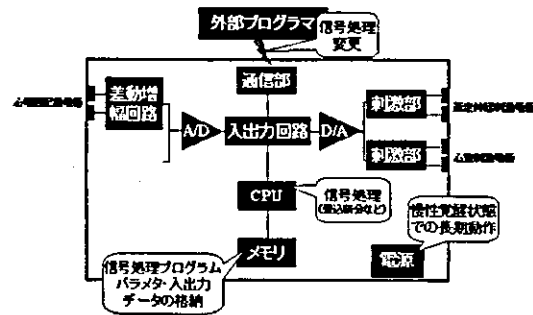 外部プログラマ
信号処理
変更
通信部
差動増
幅回路
A/D
入出力回路
D/A
刺激部
刺激部
CPU
信号処理
メモリ
信号処理プログラム
パラメタ・入出力
データの格納
慢性覚醒状態
での長期動作
電源